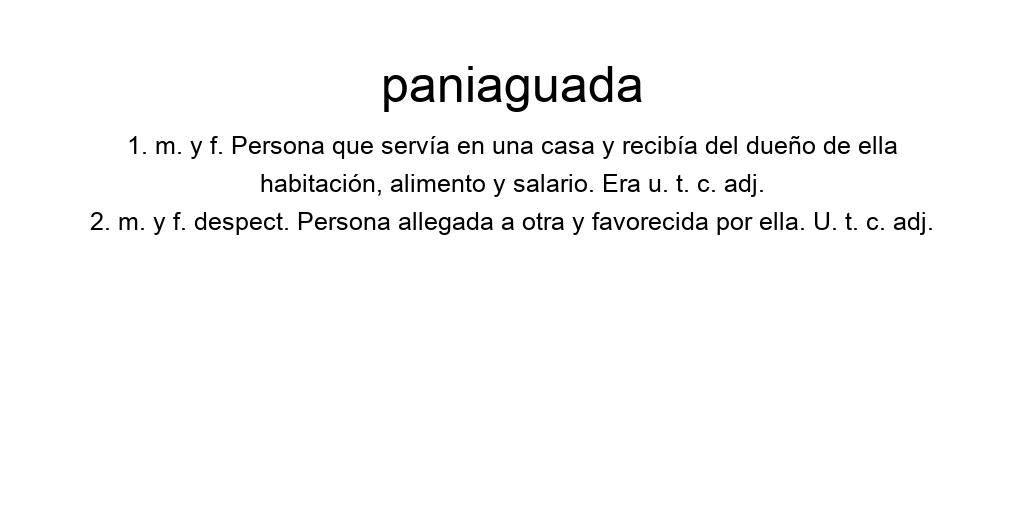 paniaguada
1. m. y f. Persona que servía en una casa y recibía del dueño de ella
habitación, alimento y salario. Era u. t. c. adj.
2. m. y f. despect. Persona allegada a otra y favorecida por ella. U. t. c. adj.